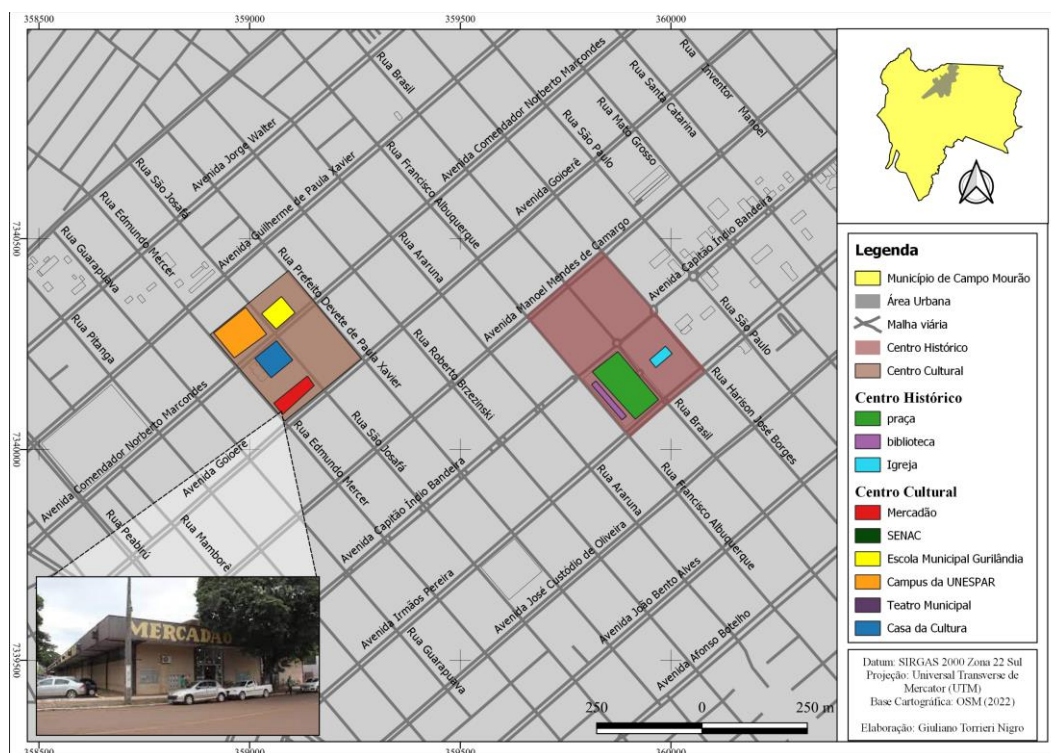 358500
359000
359500
360000
Rua Brasil
Avenida Comendador Norberto Marcondes
Rua Inventor Manoel
Rua Santa Catarina
Rua Mato Grosso
Rua São Paulo
Avenida Jorge Walter
Rua São Josafá
Rua Edmundo Mercer
Rua Guarapuava
Avenida Guilherme de Paula Xavier
Rua Francisco Albuquerque
Avenida Goioerê
Rua Araruna
Avenida Manoel Mendes de Camargo
Avenida Capitão Índio Bandeira
7340500
Rua Prefeito Devete de Paula Xavier
Rua Pitanga
Rua Roberto Brzezinski
Rua São Paulo
Rua Harison José Borges
Rua Brasil
Avenida Comendador Norberto Marcondes
Avenida Goioerê
Rua São Josafá
Rua Edmundo Mercer
Avenida Capitão Índio Bandeira
7340000
Rua Peabirú
Rua Mamborê
Rua Araruna
Rua Francisco Albuquerque
Avenida Irmãos Pereira
Avenida José Custódio de Oliveira
Avenida João Bento Alves
Avenida Afonso Botelho
Rua Guarapuava
7339500
MERCADÃO
250
0
250 m
358500
359000
359500
360000
Legenda
Município de Campo Mourão
Área Urbana
Malha viária
Centro Histórico
Centro Cultural
Centro Histórico
praça
biblioteca
Igreja
Centro Cultural
Mercadão
SENAC
Escola Municipal Gurilândia
Campus da UNESPAR
Teatro Municipal
Casa da Cultura
Datum: SIRGAS 2000 Zona 22 Sul
Projeção: Universal Transverse de
Mercator (UTM)
Base Cartográfica: OSM (2022)
Elaboração: Giuliano Torrieri Nigro